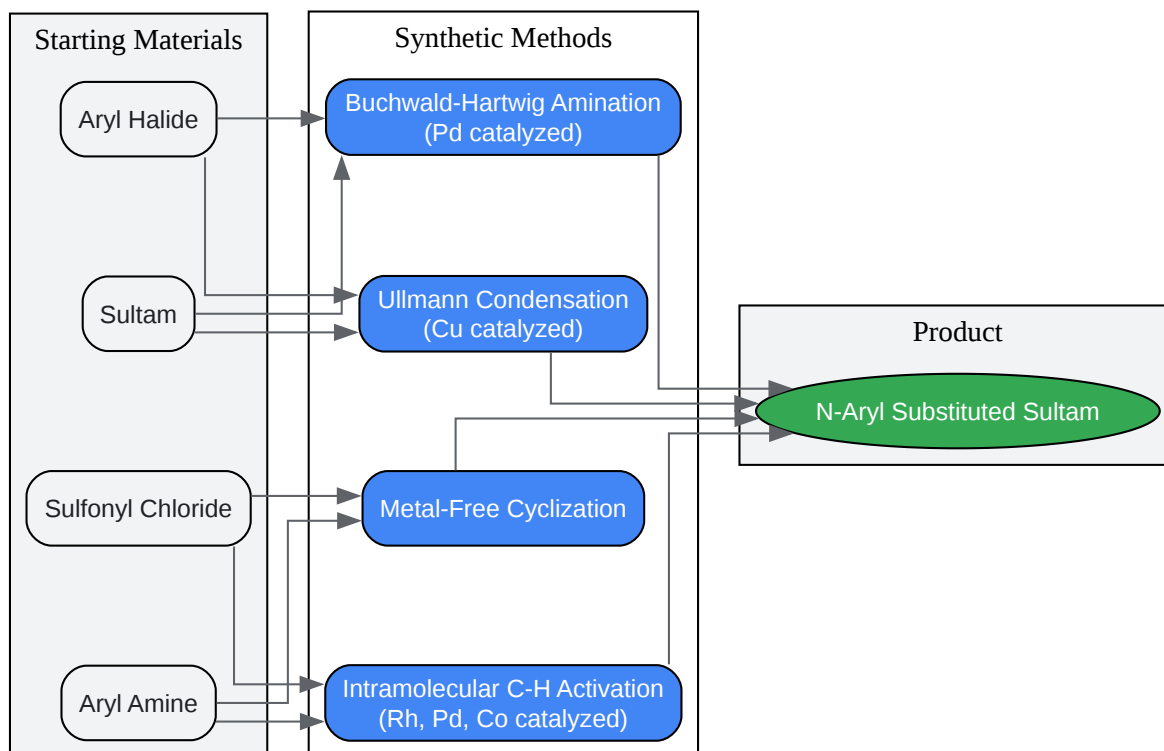 Starting Materials
Aryl Halide
Sultam
Sulfonyl Chloride
Aryl Amine
Synthetic Methods
Buchwald-Hartwig Amination
(Pd catalyzed)
Ullmann Condensation
(Cu catalyzed)
Metal-Free Cyclization
Intramolecular C-H Activation
(Rh, Pd, Co catalyzed)
Product
N-Aryl Substituted Sultam